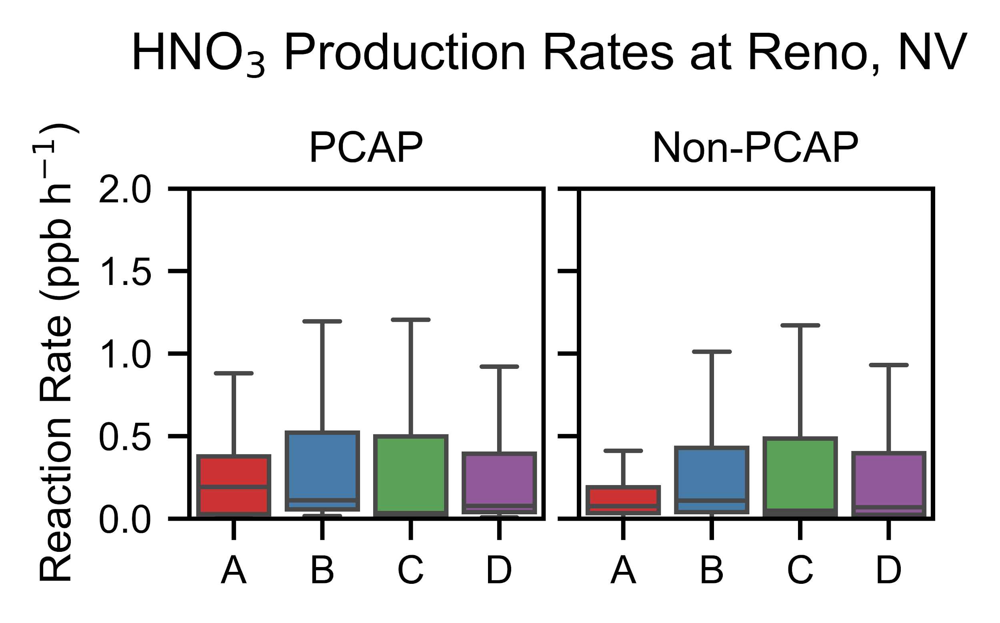 HNO₃ Production Rates at Reno, NV
PCAP
Non-PCAP
Reaction Rate (ppb h⁻¹)
2.0
1.5
1.0
0.5
0.0
A B C D
A B C D